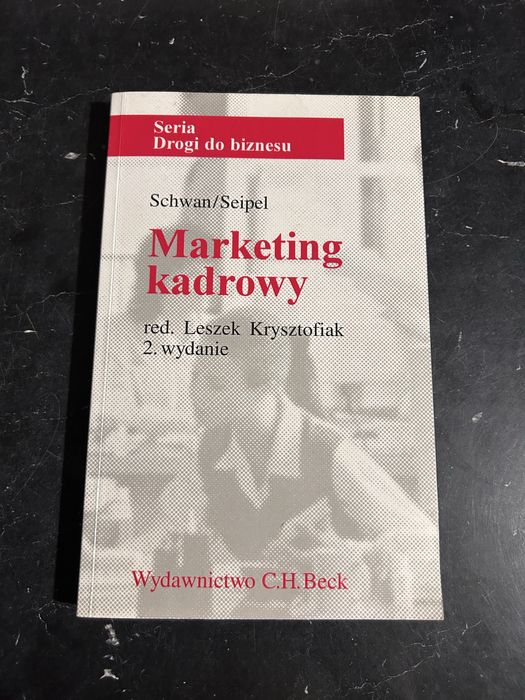 Seria
Drogi do biznesu
Schwan/Seipel
Marketing
kadrowy
red. Leszek Krysztofiak
2. wydanie
Wydawnictwo C.H. Beck